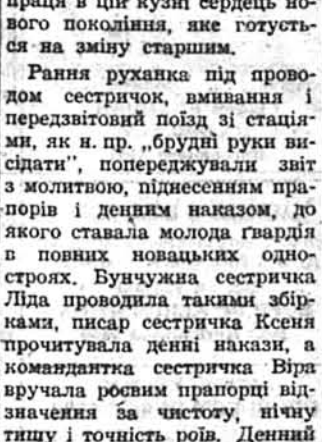 праця в цій кузні сердець но-
вого покоління, яке готуєть-
ся на зміну старшим.
Рання руханка під прово-
дом сестричок, вмивання і
передзвітовий поїзд зі стація-
ми, як н. пр. „брудні руки ви-
сідати", попереджували звіт
з молитвою, піднесенням пра-
порів і денним наказом, до
якого ставала молода ґвардія
в повних новацьких одно-
строях. Бунчужна сестричка
Ліда проводила такими збір-
ками, писар сестричка Ксеня
прочитувала денні накази, а
командантка сестричка Віра
вручала роєвим прапорці від-
значення за чистоту, нічну
тишу і точність роїв. Денний